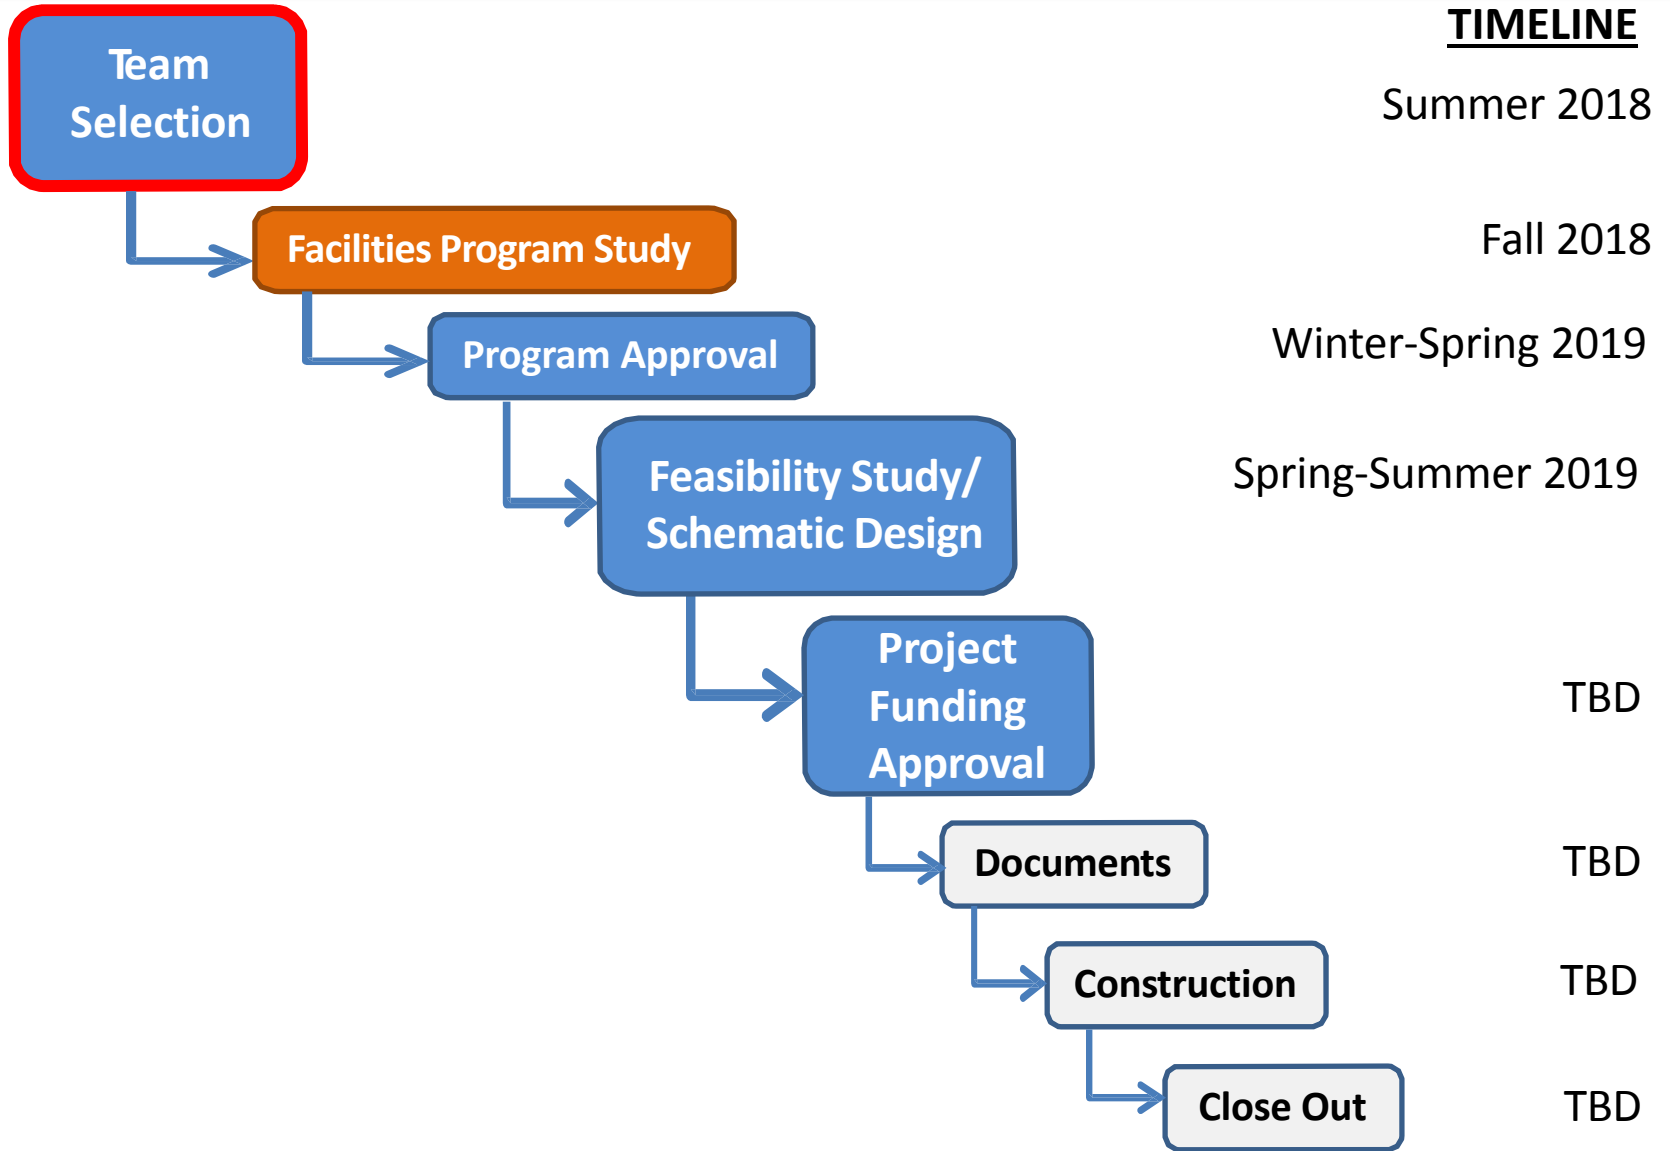 TIMELINE
Team
Selection
Summer 2018
Facilities Program Study
Fall 2018
Program Approval
Winter-Spring 2019
Feasibility Study/
Schematic Design
Spring-Summer 2019
Project
Funding
Approval
TBD
Documents
TBD
Construction
TBD
Close Out
TBD